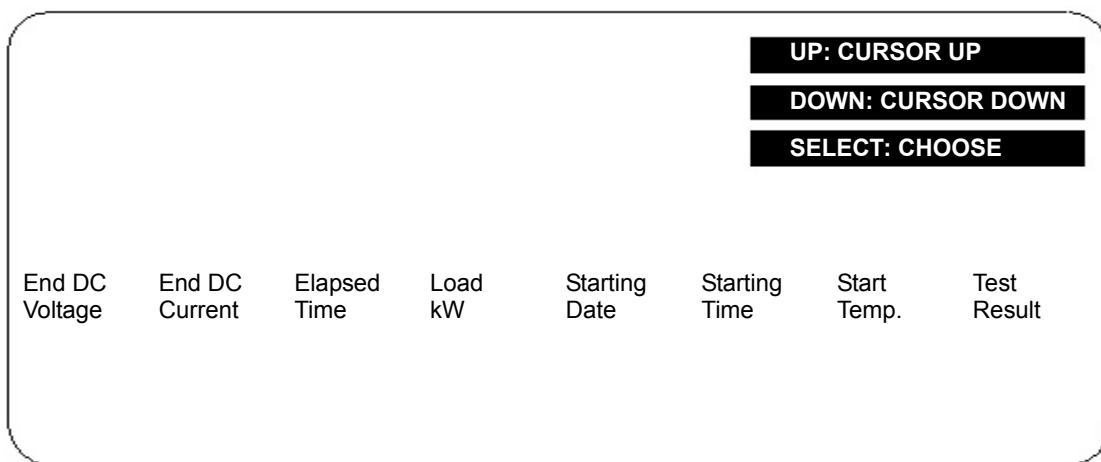 UP: CURSOR UP
DOWN: CURSOR DOWN
SELECT: CHOOSE
End DC End DC Elapsed Load Starting Starting Start Test
Voltage Current Time kW Date Time Temp. Result